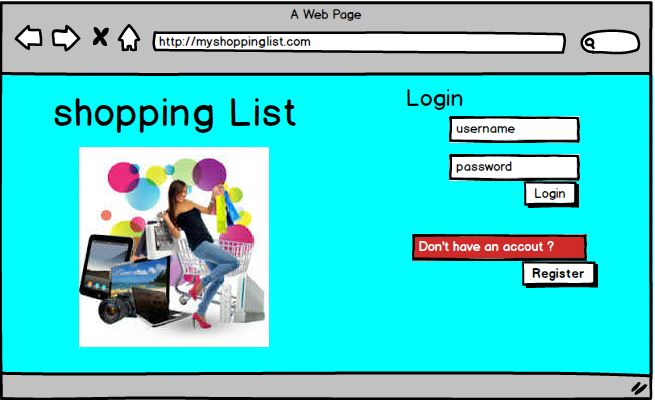 A Web Page
http://myshoppinglist.com
shopping List
Login
username
password
Login
Don't have an accout ?
Register